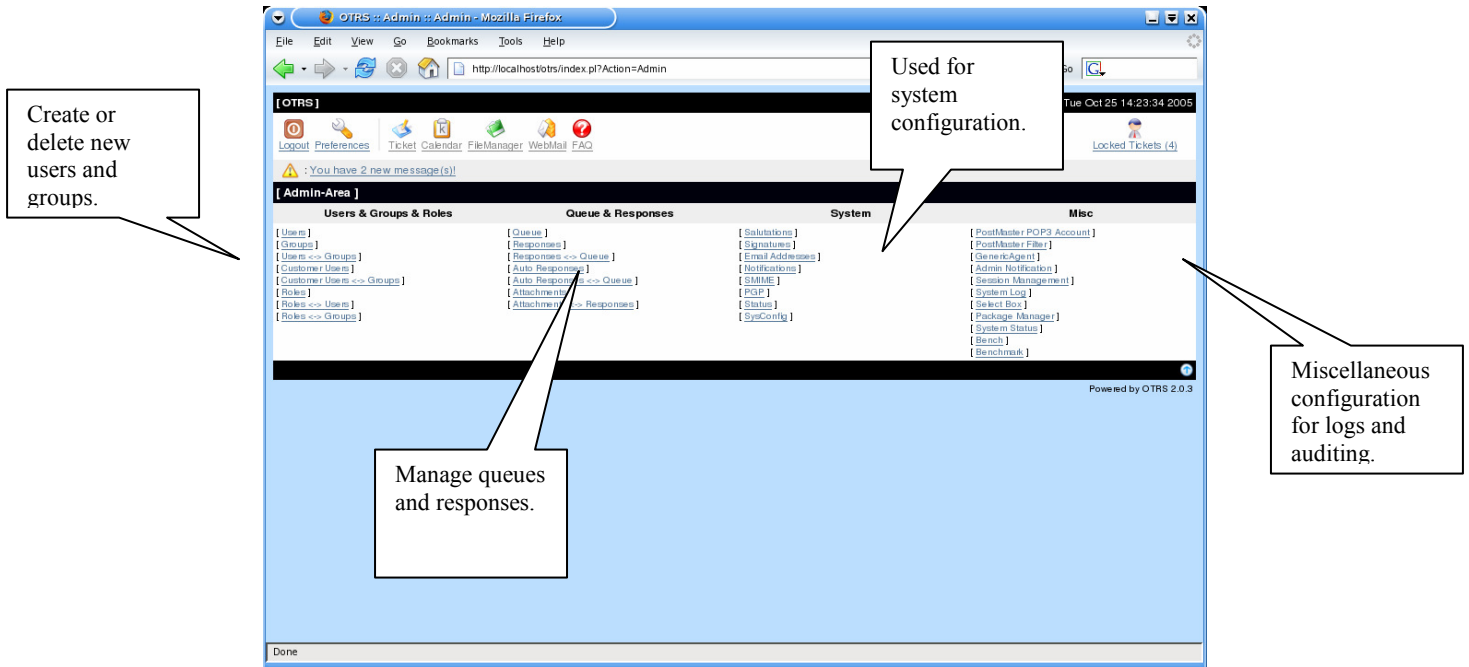 OTRS :: Admin :: Admin - Mozilla Firefox
File Edit View Go Bookmarks Tools Help
http://localhost/otrs/index.pl?Action=Admin
Go
G
[ OTRS ]
Tue Oct 25 14:23:34 2005
Logout Preferences Ticket Calendar FileManager WebMail FAQ
Locked Tickets (4)
: You have 2 new message(s)!
[ Admin-Area ]
Users & Groups & Roles
[ Users ]
[ Groups ]
[ Users <-> Groups ]
[ Customer Users ]
[ Customer Users <-> Groups ]
[ Roles ]
[ Roles <-> Users ]
[ Roles <-> Groups ]
Queue & Responses
[ Queue ]
[ Responses ]
[ Responses <-> Queue ]
[ Auto Responses ]
[ Auto Responses <-> Queue ]
[ Attachments
[ Attachment <-> Responses ]
System
[ Salutations ]
[ Signatures ]
[ Email Addresses ]
[ Notifications ]
[ SMIME ]
[ PGP ]
[ Status ]
[ SysConfig ]
Misc
[ PostMaster POP3 Account ]
[ PostMaster Filter ]
[ GenericAgent ]
[ Admin Notification ]
[ Session Management ]
[ System Log ]
[ Select Box ]
[ Package Manager ]
[ System Status ]
[ Bench ]
[ Benchmark ]
Powered by OTRS 2.0.3
Done
Create or
delete new
users and
groups.
Used for
system
configuration.
Manage queues
and responses.
Miscellaneous
configuration
for logs and
auditing.